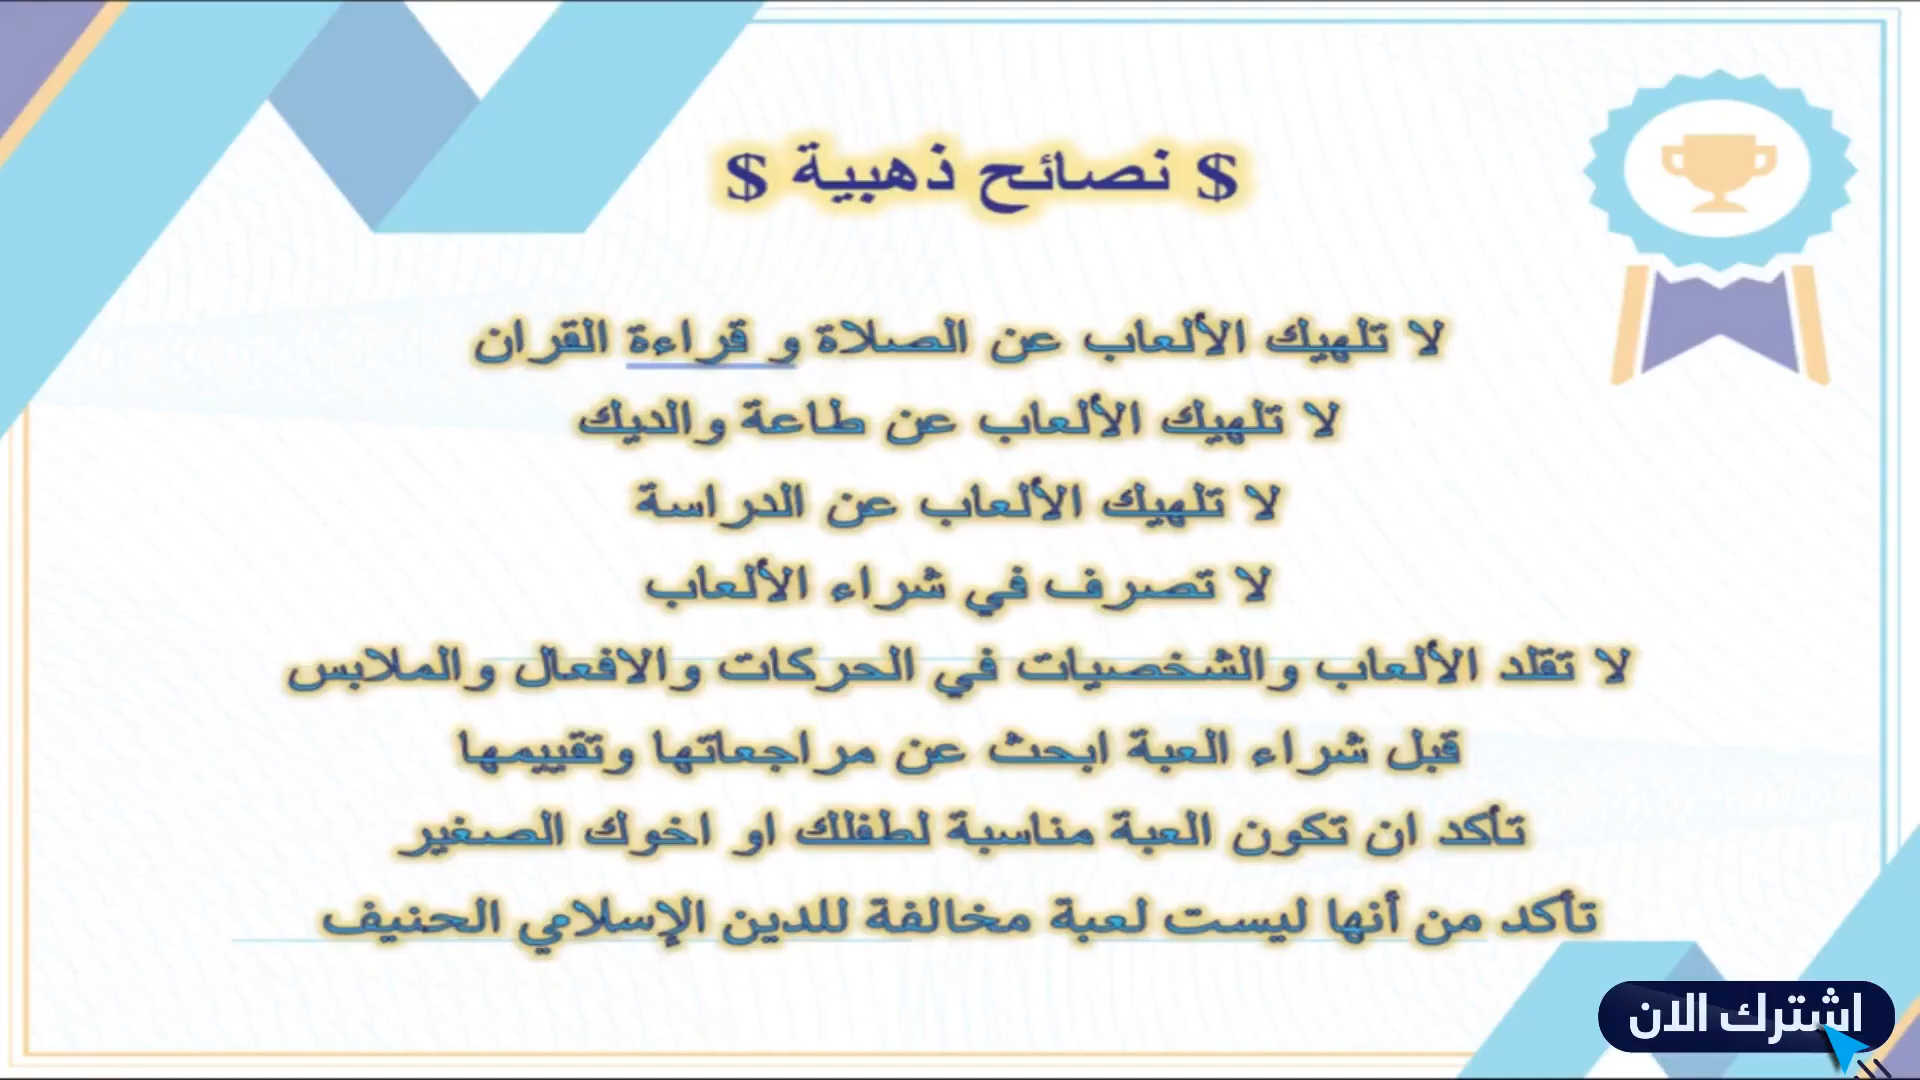 $ نصائح ذهبية $
لا تلهيك الألعاب عن الصلاة و قراءة القران
لا تلهيك الألعاب عن طاعة والديك
لا تلهيك الألعاب عن الدراسة
لا تصرف في شراء الألعاب
لا تقلد الألعاب والشخصيات في الحركات والافعال والملابس
قبل شراء العبة ابحث عن مراجعاتها وتقييمها
تأكد ان تكون العبة مناسبة لطفلك او اخوك الصغير
تأكد من أنها ليست لعبة مخالفة للدين الإسلامي الحنيف
اشترك الان